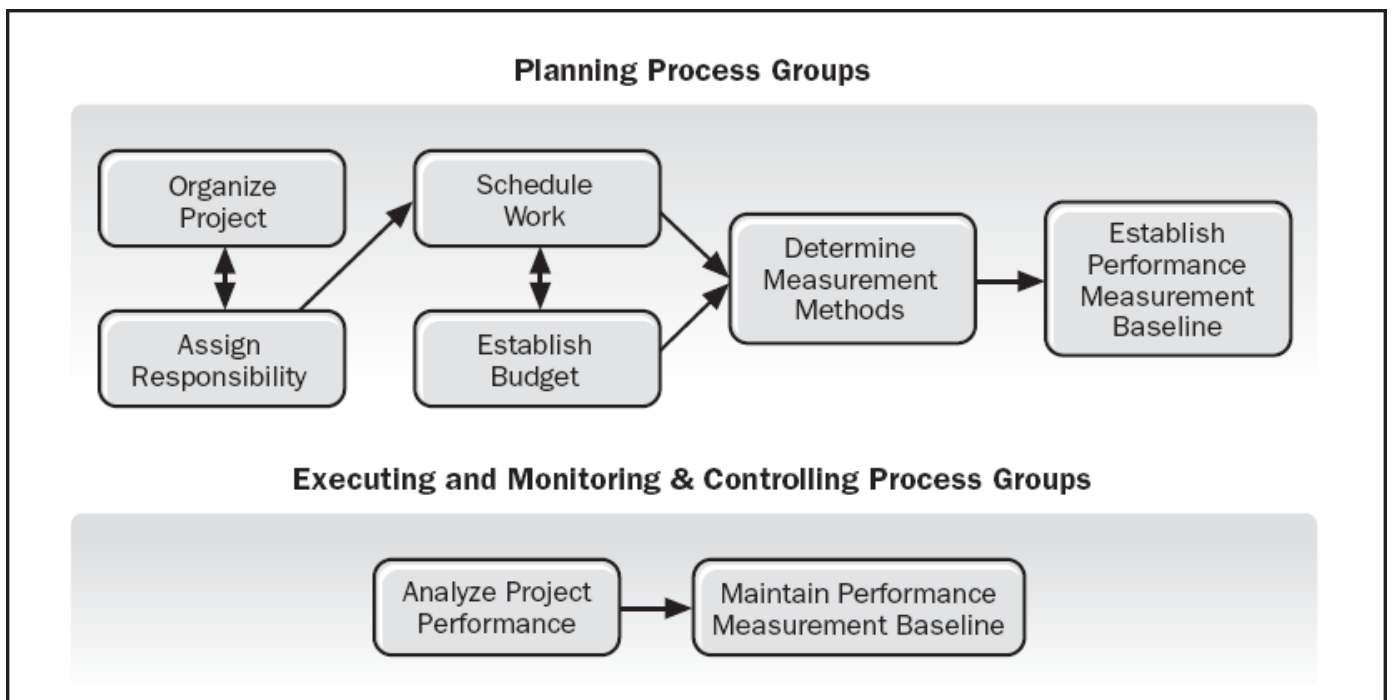 Planning Process Groups
Organize
Project
Schedule
Work
Determine
Measurement
Methods
Establish
Performance
Measurement
Baseline
Assign
Responsibility
Establish
Budget
Executing and Monitoring & Controlling Process Groups
Analyze Project
Performance
Maintain Performance
Measurement Baseline